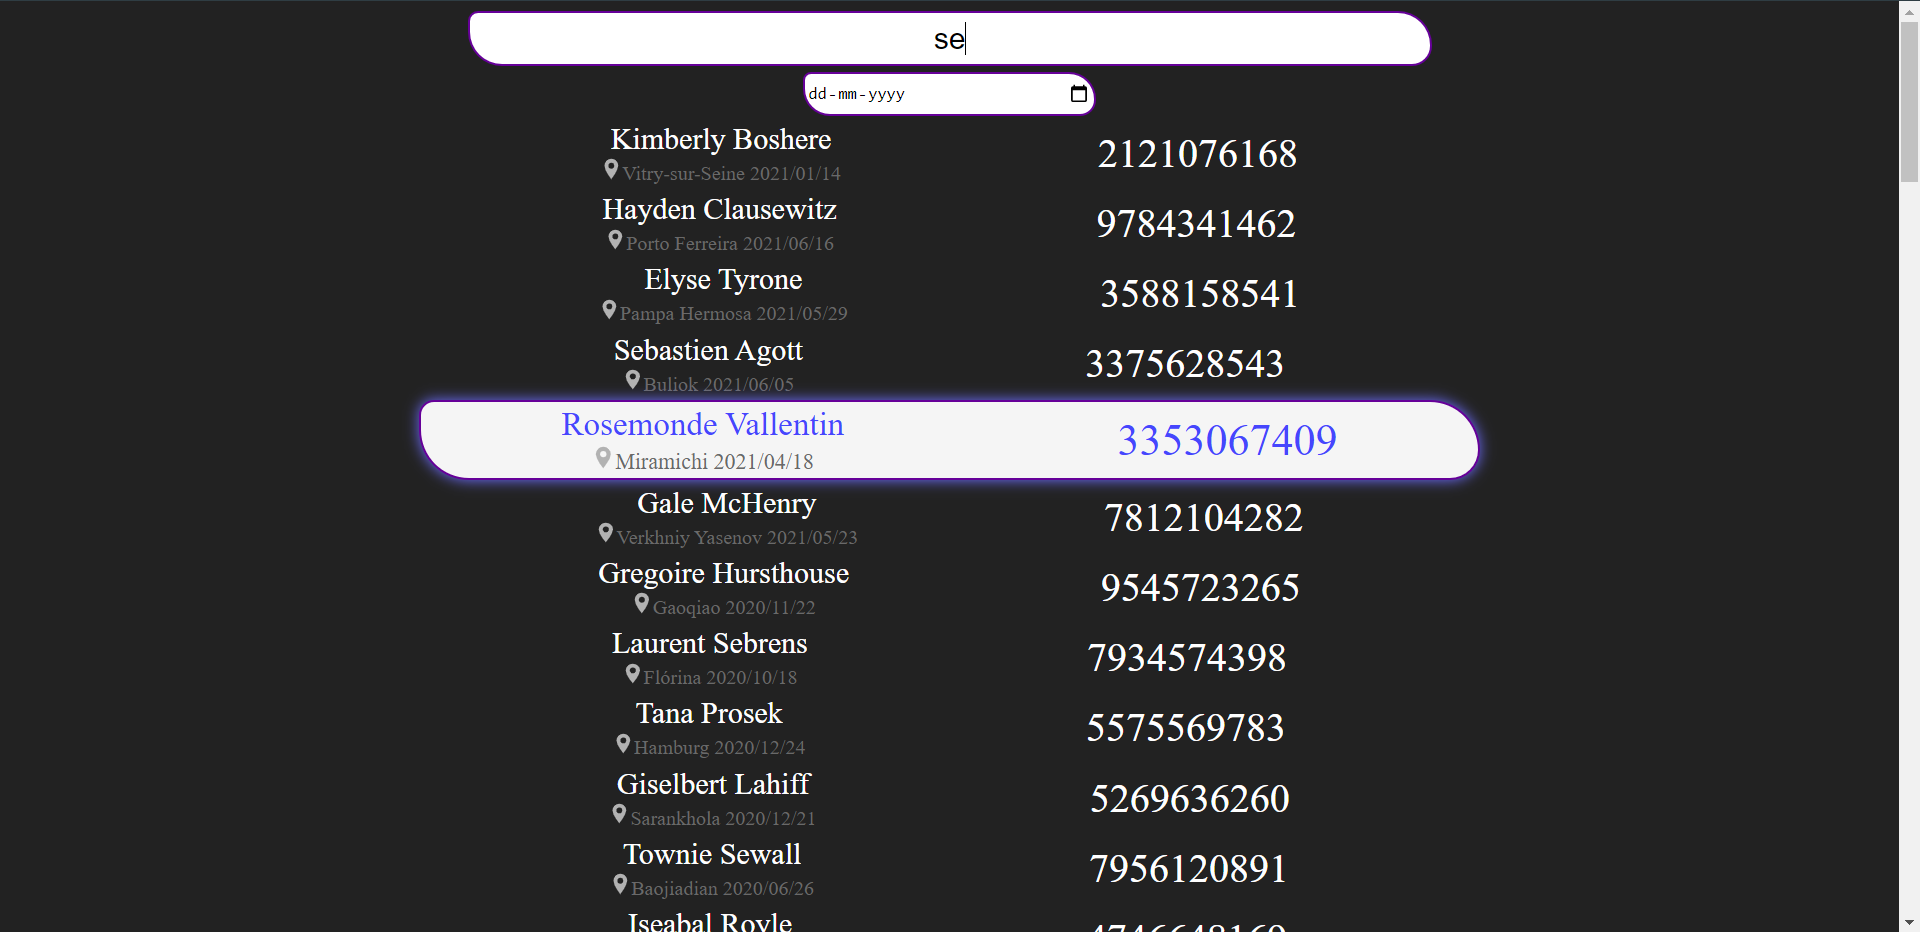 se
dd-mm-yyyy
Kimberly Boshere
Vitry-sur-Seine 2021/01/14
2121076168
Hayden Clausewitz
Porto Ferreira 2021/06/16
9784341462
Elyse Tyrone
Pampa Hermosa 2021/05/29
3588158541
Sebastien Agott
Buliok 2021/06/05
3375628543
Rosemonde Vallentin
Miramichi 2021/04/18
3353067409
Gale McHenry
Verkhniy Yasenov 2021/05/23
7812104282
Gregoire Hursthouse
Gaoqiao 2020/11/22
9545723265
Laurent Sebrens
Flórina 2020/10/18
7934574398
Tana Prosek
Hamburg 2020/12/24
5575569783
Giselbert Lahiff
Sarankhola 2020/12/21
5269636260
Townie Sewall
Baojiadian 2020/06/26
7956120891
Iseabal Royle